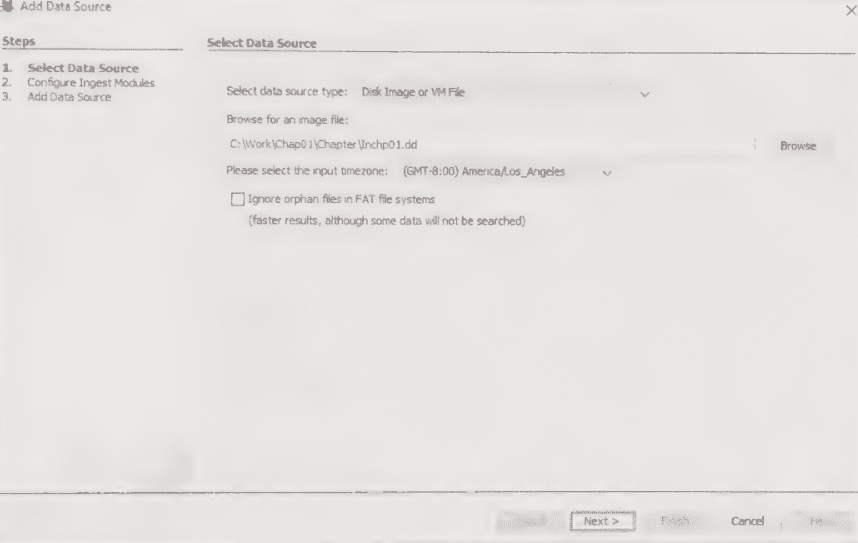 Add Data Source
Steps
1. Select Data Source
2. Configure Ingest Modules
3. Add Data Source
Select Data Source
Select data source type: Disk Image or VM File
Browse for an image file:
C:\Work\Chap01\Chapter\Inchp01.dd
Browse
Please select the input timezone: (GMT-8:00) America/Los_Angeles
Ignore orphan files in FAT file systems
(faster results, although some data will not be searched)
Next >
Finish
Cancel